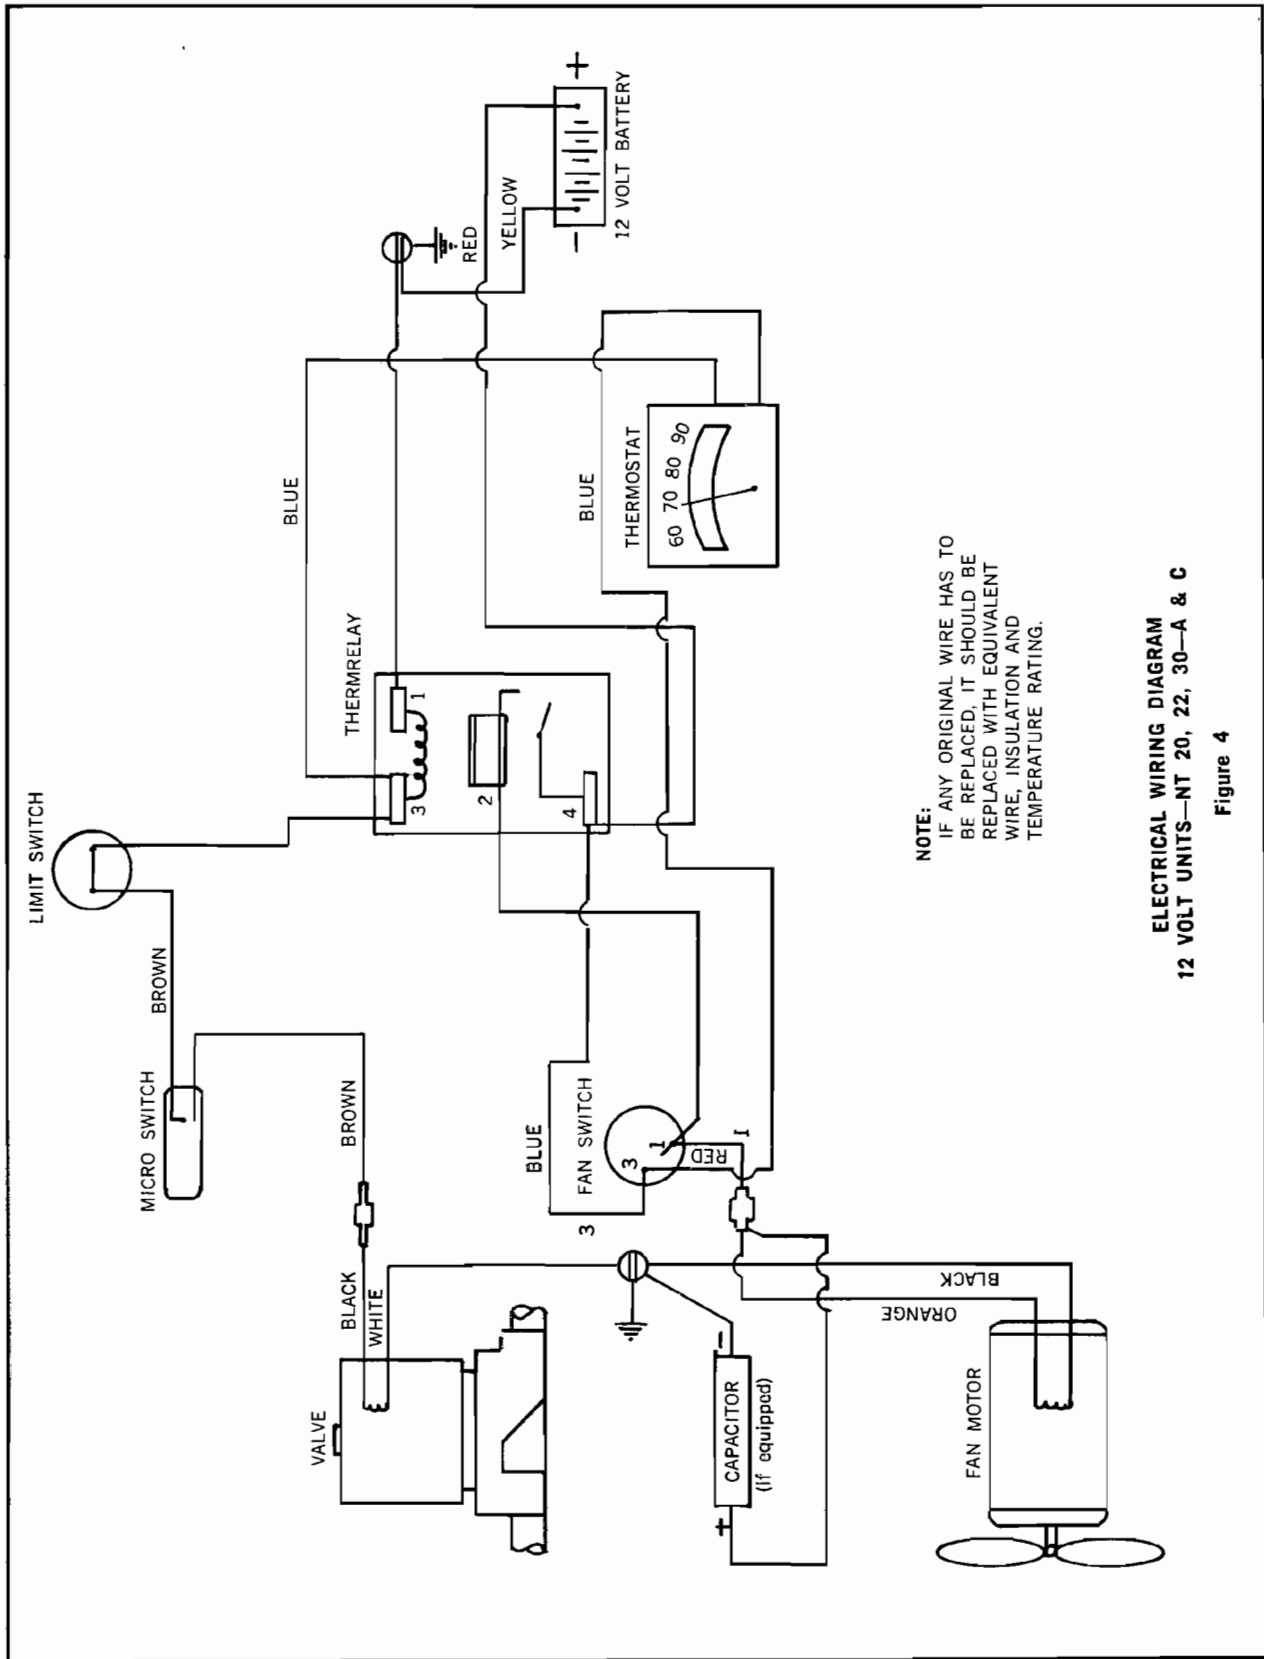 LIMIT SWITCH
MICRO SWITCH
BROWN
VALVE
BLACK
WHITE
BROWN
BLUE
THERMRELAY
3
1
2
4
RED
YELLOW
-
+
12 VOLT BATTERY
BLUE
FAN SWITCH
3
3
1
RED
BLUE
THERMOSTAT
60 70 80 90
+
-
CAPACITOR
(if equipped)
ORANGE
BLACK
FAN MOTOR
NOTE:
IF ANY ORIGINAL WIRE HAS TO
BE REPLACED, IT SHOULD BE
REPLACED WITH EQUIVALENT
WIRE, INSULATION AND
TEMPERATURE RATING.
ELECTRICAL WIRING DIAGRAM
12 VOLT UNITS—NT 20, 22, 30—A & C
Figure 4